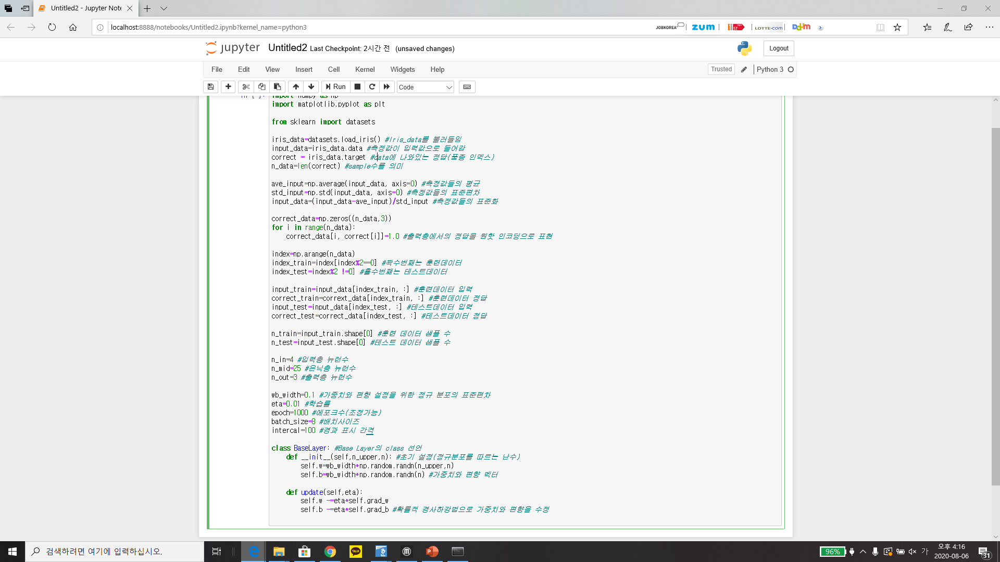 Untitled2 - Jupyter Note
localhost:8888/notebooks/Untitled2.ipynb?kernel_name=python3
JOBKOREA
zum
11ST
LOTTE.COM
Daum
jupyter
Untitled2 Last Checkpoint: 2시간 전 (unsaved changes)
Logout
File Edit View Insert Cell Kernel Widgets Help
Trusted
Python 3
Run
Code
In [ ]:
import numpy as np
import matplotlib.pyplot as plt
from sklearn import datasets
iris_data=datasets.load_iris() #Iris_data를 불러들임
input_data=iris_data.data #측정값이 입력값으로 들어감
correct = iris_data.target #data에 나와있는 정답(품종 인덱스)
n_data=len(correct) #sample수를 의미
ave_input=np.average(input_data, axis=0) #측정값들의 평균
std_input=np.std(input_data, axis=0) #측정값들의 표준편차
input_data=(input_data-ave_input)/std_input #측정값들의 표준화
correct_data=np.zeros((n_data,3))
for i in range(n_data):
correct_data[i, correct[i]]=1.0 #출력층에서의 정답을 원핫 인코딩으로 표현
index=np.arange(n_data)
index_train=index[index%2==0] #짝수번째는 훈련데이터
index_test=index%2 !=0] #홀수번째는 테스트데이터
input_train=input_data[index_train, :] #훈련데이터 입력
correct_train=corrext_data[index_train, :] #훈련데이터 정답
input_test=input_data[index_test, :] #테스트데이터 입력
correct_test=correct_data[index_test, :] #테스트데이터 정답
n_train=input_train.shape[0] #훈련 데이터 샘플 수
n_test=input_test.shape[0] #테스트 데이터 샘플 수
n_in=4 #입력층 뉴런수
n_mid=25 #은닉층 뉴런수
n_out=3 #출력층 뉴런수
wb_width=0.1 #가중치와 편향 설정을 위한 정규 분포의 표준편차
eta=0.01 #학습률
epoch=1000 #에포크수(조정가능)
batch_size=8 #배치사이즈
intercal=100 #경과 표시 간격
class BaseLayer: #Base Layer의 class 선언
def __init__(self,n_upper,n): #초기 설정(정규분포를 따르는 난수)
self.w=wb_width*np.random.randn(n_upper,n)
self.b=wb_width*np.random.randn(n) #가중치와 편향 벡터
def update(self,eta):
self.w -=eta*self.grad_w
self.b -=eta*self.grad_b #확률적 경사하강법으로 가중치와 편향을 수정
검색하려면 여기에 입력하십시오.
TALK
96%
가
오후 4:16
2020-08-06
31